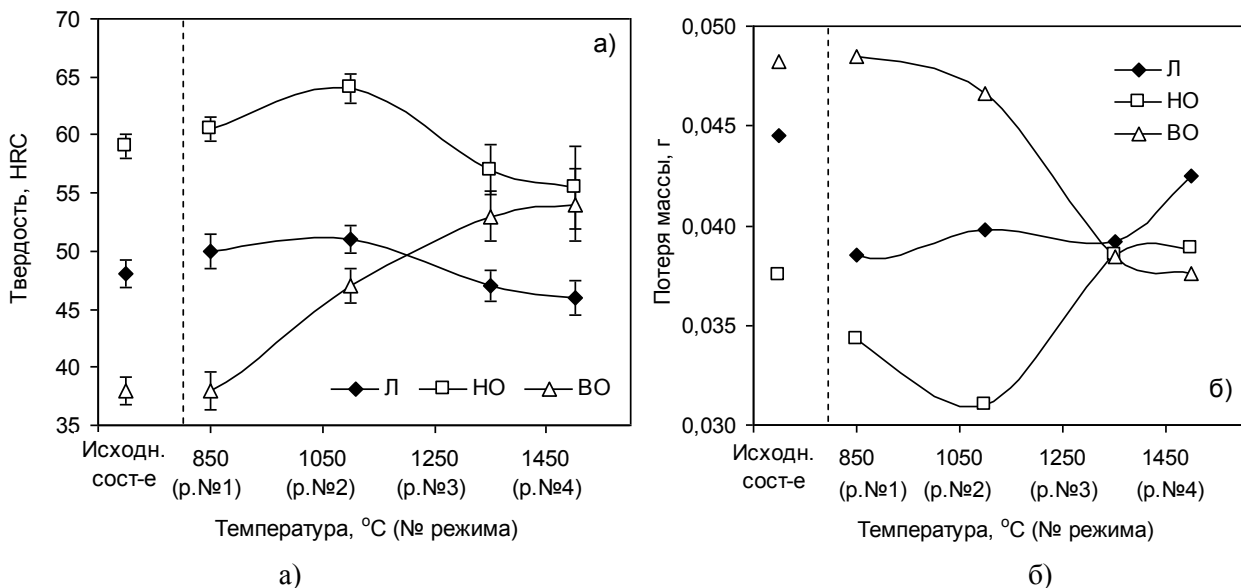 Твердость, HRC
70
65
60
55
50
45
40
35
а)
Л НО ВО
Исходн. сост-е
850 (р.№1)
1050 (р.№2)
1250 (р.№3)
1450 (р.№4)
Температура, °С (№ режима)
а)
Потеря массы, г
0,050
0,045
0,040
0,035
0,030
Л
НО
ВО
б)
Исходн. сост-е
850 (р.№1)
1050 (р.№2)
1250 (р.№3)
1450 (р.№4)
Температура, °С (№ режима)
б)